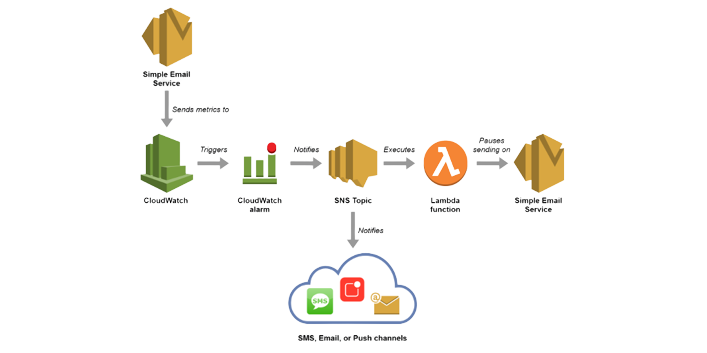 Simple Email
Service
Sends metrics to
Triggers
Notifies
Executes
Pauses
sending on
CloudWatch
CloudWatch
alarm
SNS Topic
Lambda
function
Simple Email
Service
Notifies
SMS
@
SMS, Email, or Push channels